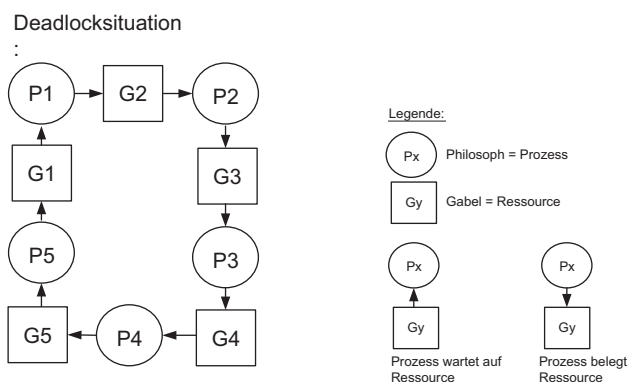 Deadlocksituation
:
P1 G2 P2
G1 G3
P5 P3
G5 P4 G4
Legende:
Px Philosoph = Prozess
Gy Gabel = Ressource
Px Px
Gy Gy
Prozess wartet auf Ressource
Prozess belegt Ressource